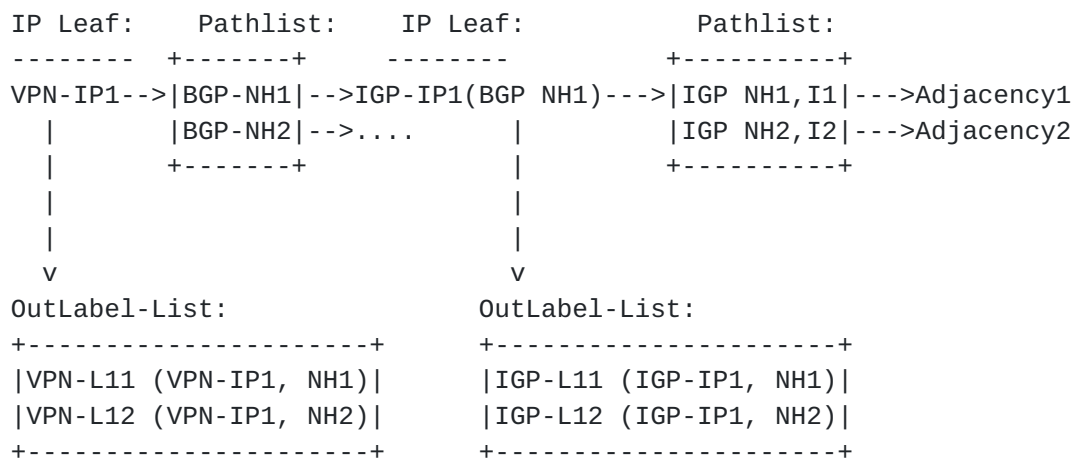 IP Leaf:    Pathlist:    IP Leaf:           Pathlist:
--------  +-------+     --------          +----------+
VPN-IP1-->|BGP-NH1|-->IGP-IP1(BGP NH1)--->|IGP NH1,I1|--->Adjacency1
  |       |BGP-NH2|-->....      |         |IGP NH2,I2|--->Adjacency2
  |       +-------+             |         +----------+
  |                             |
  |                             |
  v                             v
OutLabel-List:                OutLabel-List:
+----------------------+      +----------------------+
|VPN-L11 (VPN-IP1, NH1)|      |IGP-L11 (IGP-IP1, NH1)|
|VPN-L12 (VPN-IP1, NH2)|      |IGP-L12 (IGP-IP1, NH2)|
+----------------------+      +----------------------+